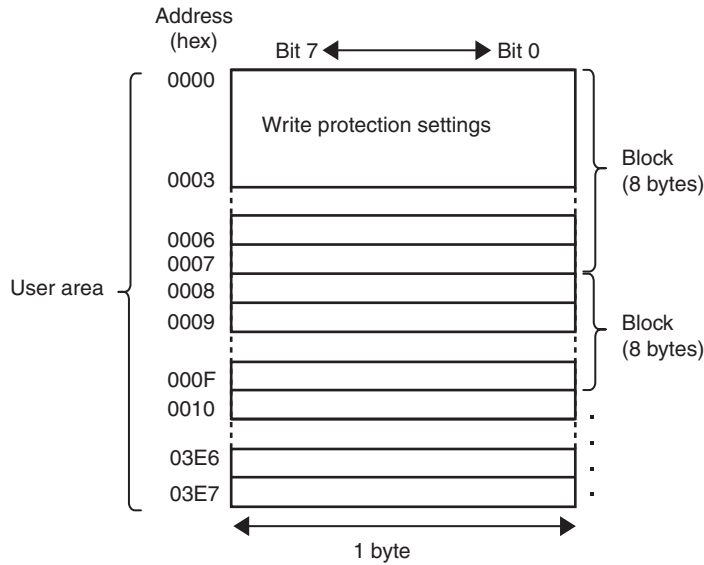 Address
(hex)
Bit 7 Bit 0
0000
Write protection settings
Block
(8 bytes)
0003
0006
0007
User area
0008
0009
Block
(8 bytes)
000F
0010
03E6
03E7
1 byte